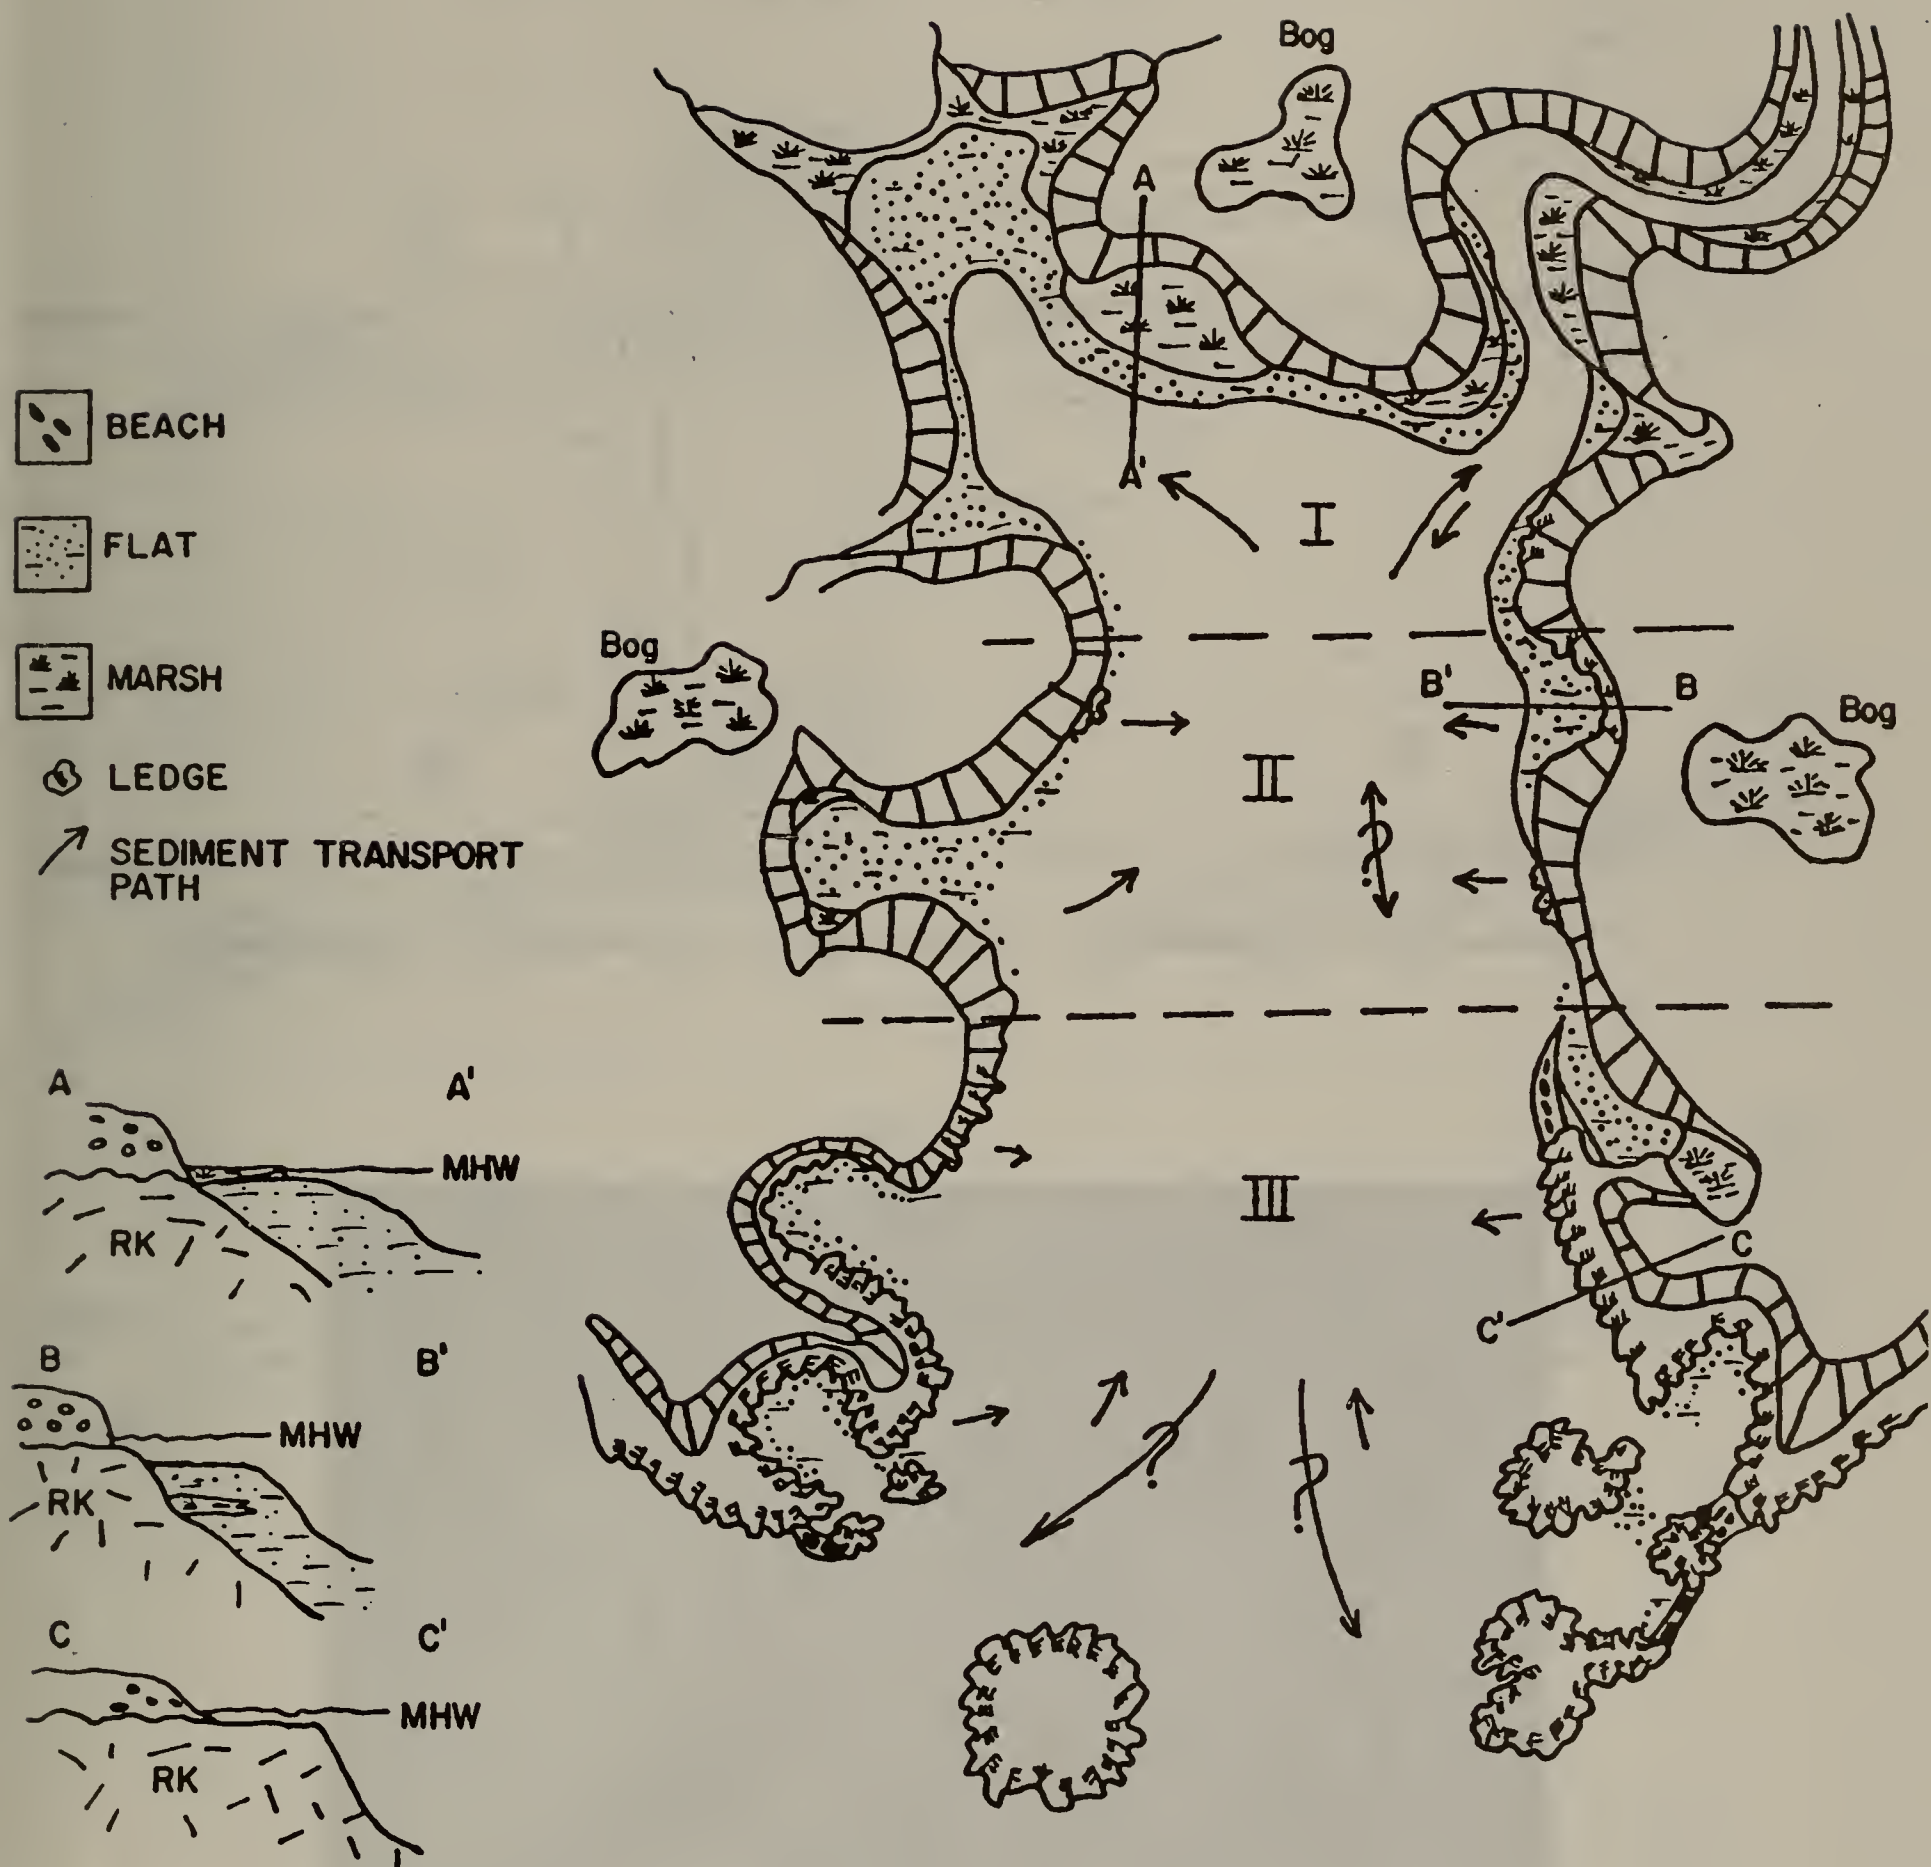 Bog
A
A'
I
Bog
B'
B
Bog
II
?
III
C
C'
?
?
BEACH
FLAT
MARSH
LEDGE
SEDIMENT TRANSPORT
PATH
A
A'
MHW
RK
B
B'
MHW
RK
C
C'
MHW
RK